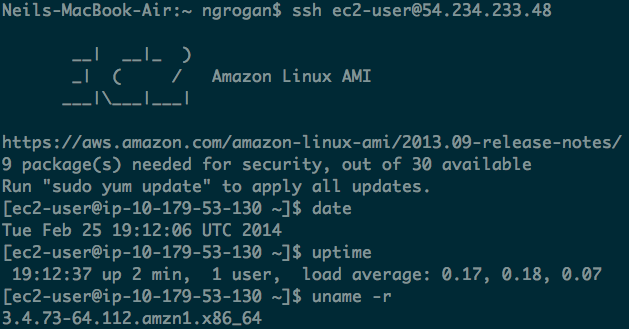 Neils-MacBook-Air:~ ngrogan$ ssh ec2-user@54.234.233.48
__|  __|_  )
_|  (     /   Amazon Linux AMI
___|\___|___|
https://aws.amazon.com/amazon-linux-ami/2013.09-release-notes/
9 package(s) needed for security, out of 30 available
Run "sudo yum update" to apply all updates.
[ec2-user@ip-10-179-53-130 ~]$ date
Tue Feb 25 19:12:06 UTC 2014
[ec2-user@ip-10-179-53-130 ~]$ uptime
19:12:37 up 2 min,  1 user,  load average: 0.17, 0.18, 0.07
[ec2-user@ip-10-179-53-130 ~]$ uname -r
3.4.73-64.112.amzn1.x86_64